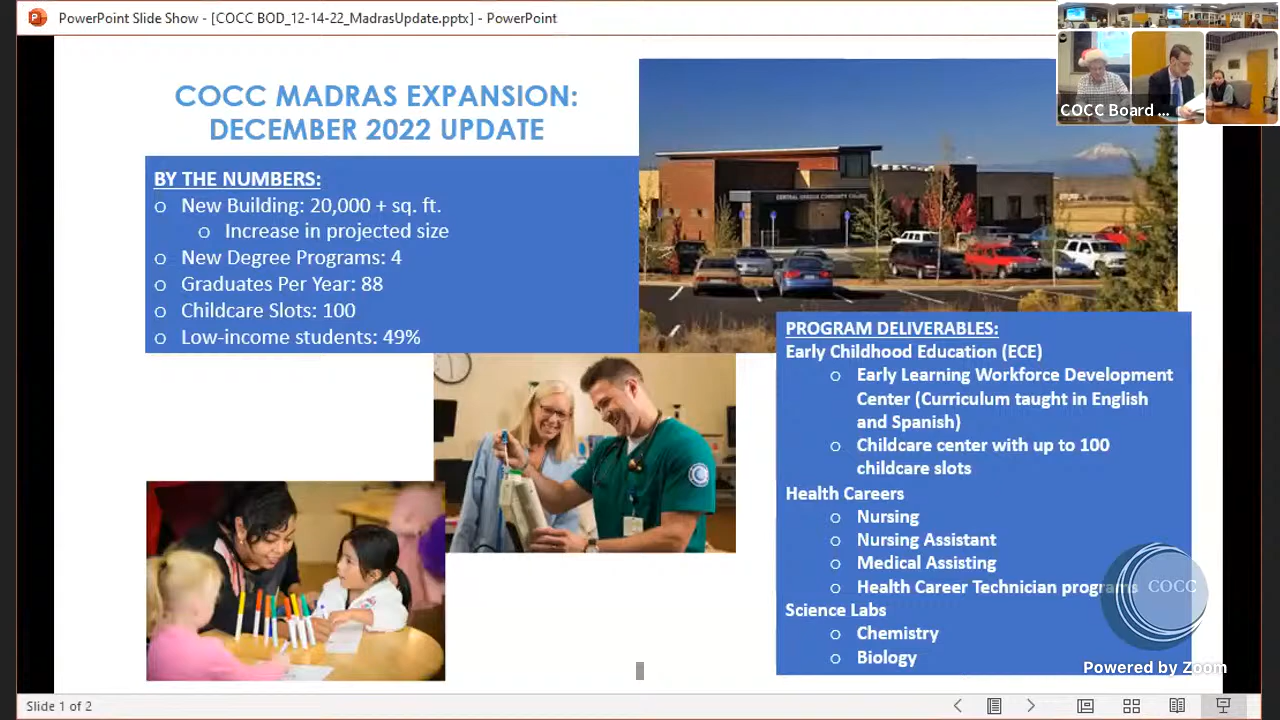 PowerPoint Slide Show - [COCC BOD_12-14-22_MadrasUpdate.pptx] - PowerPoint
COCC Board ...
COCC MADRAS EXPANSION:
DECEMBER 2022 UPDATE
BY THE NUMBERS:
o New Building: 20,000 + sq. ft.
o Increase in projected size
o New Degree Programs: 4
o Graduates Per Year: 88
o Childcare Slots: 100
o Low-income students: 49%
CENTRAL OREGON COMMUNITY COLLEGE
PROGRAM DELIVERABLES:
Early Childhood Education (ECE)
o Early Learning Workforce Development
Center (Curriculum taught in English
and Spanish)
o Childcare center with up to 100
childcare slots
Health Careers
o Nursing
o Nursing Assistant
o Medical Assisting
o Health Career Technician programs
Science Labs
o Chemistry
o Biology
COCC
Powered by Zoom
Slide 1 of 2